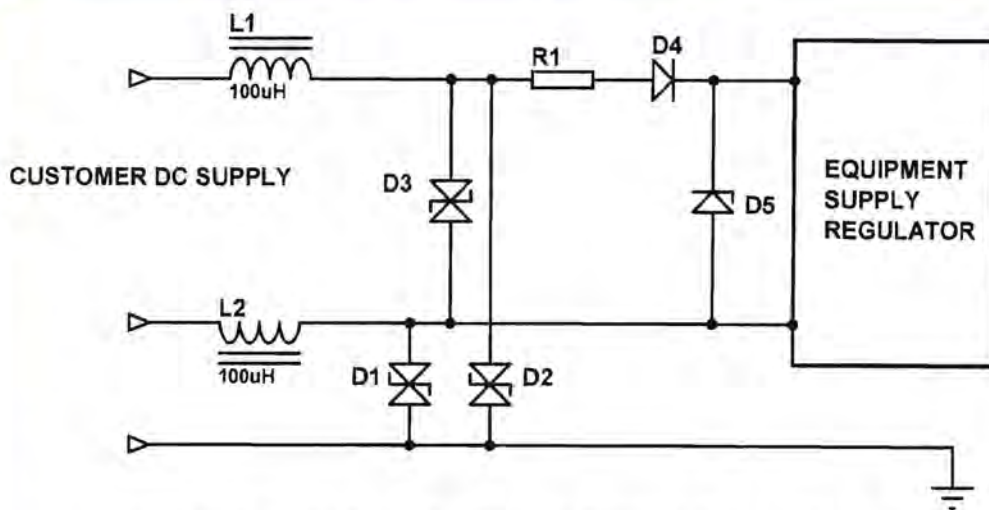 L1
100uH
R1
D4
CUSTOMER DC SUPPLY
D3
D5
EQUIPMENT
SUPPLY
REGULATOR
L2
100uH
D1
D2